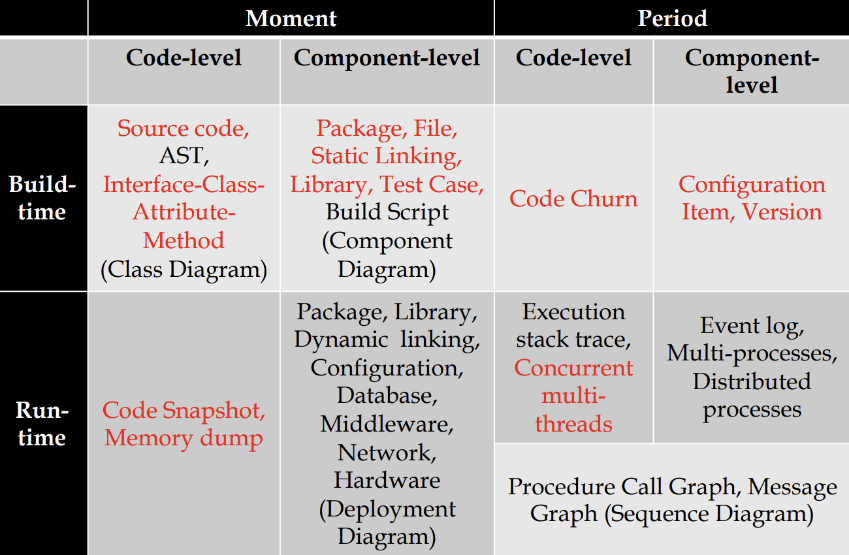 Moment
Period
Code-level
Component-level
Code-level
Component-
level
Build-
time
Source code,
AST,
Interface-Class-
Attribute-
Method
(Class Diagram)
Package, File,
Static Linking,
Library, Test Case,
Build Script
(Component
Diagram)
Code Churn
Configuration
Item, Version
Run-
time
Code Snapshot,
Memory dump
Package, Library,
Dynamic linking,
Configuration,
Database,
Middleware,
Network,
Hardware
(Deployment
Diagram)
Execution
stack trace,
Concurrent
multi-
threads
Event log,
Multi-processes,
Distributed
processes
Procedure Call Graph, Message
Graph (Sequence Diagram)